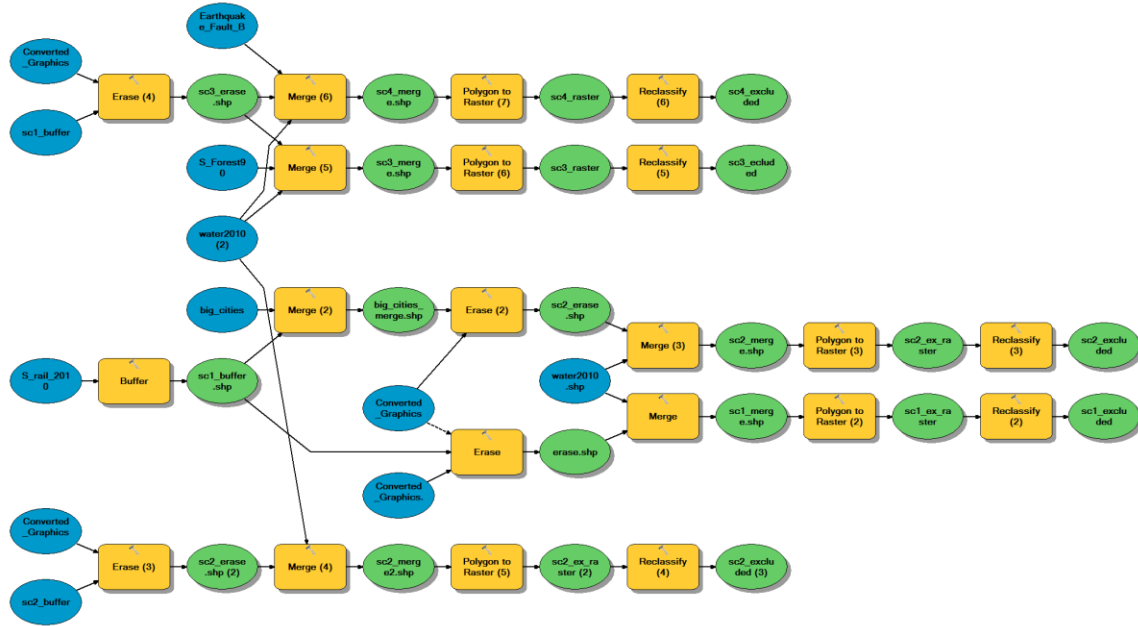 Earthquak
e_Fault_B
Converted
_Graphics
Erase (4)
sc3_erase
.shp
Merge (6)
sc4_merg
e.shp
Polygon to
Raster (7)
sc4_raster
Reclassify
(6)
sc4_exclu
ded
sc1_buffer
S_Forest9
0
Merge (5)
sc3_merg
e.shp
Polygon to
Raster (6)
sc3_raster
Reclassify
(5)
sc3_eclud
ed
water2010
(2)
big_cities
Merge (2)
big_cities_
merge.shp
Erase (2)
sc2_erase
.shp
Merge (3)
sc2_merg
e.shp
Polygon to
Raster (3)
sc2_ex_ra
ster
Reclassify
(3)
sc2_exclu
ded
S_rail_201
0
Buffer
sc1_buffer
.shp
Converted
_Graphics
water2010
.shp
Merge
sc1_merg
e.shp
Polygon to
Raster (2)
sc1_ex_ra
ster
Reclassify
(2)
sc1_exclu
ded
Erase
erase.shp
Converted
_Graphics.
Converted
_Graphics
Erase (3)
sc2_erase
.shp (2)
Merge (4)
sc2_merg
e2.shp
Polygon to
Raster (5)
sc2_ex_ra
ster (2)
Reclassify
(4)
sc2_exclu
ded (3)
sc2_buffer